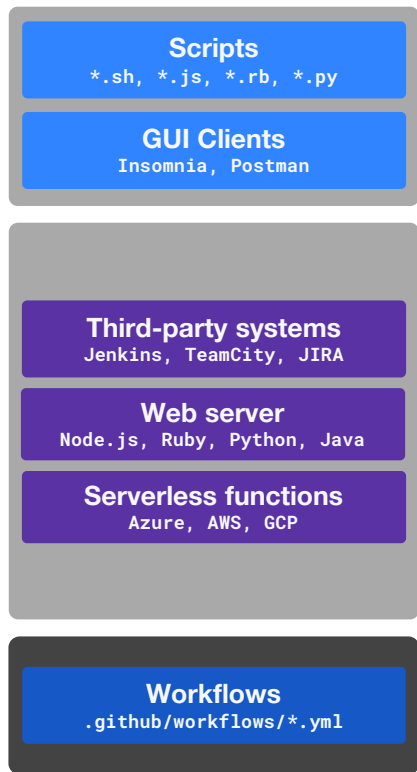 Scripts
*.sh, *.js, *.rb, *.py
GUI Clients
Insomnia, Postman
Third-party systems
Jenkins, TeamCity, JIRA
Web server
Node.js, Ruby, Python, Java
Serverless functions
Azure, AWS, GCP
Workflows
.github/workflows/*.yml